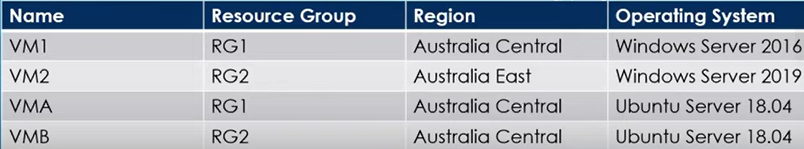 Name Resource Group Region Operating System
VM1 RG1 Australia Central Windows Server 2016
VM2 RG2 Australia East Windows Server 2019
VMA RG1 Australia Central Ubuntu Server 18.04
VMB RG2 Australia Central Ubuntu Server 18.04